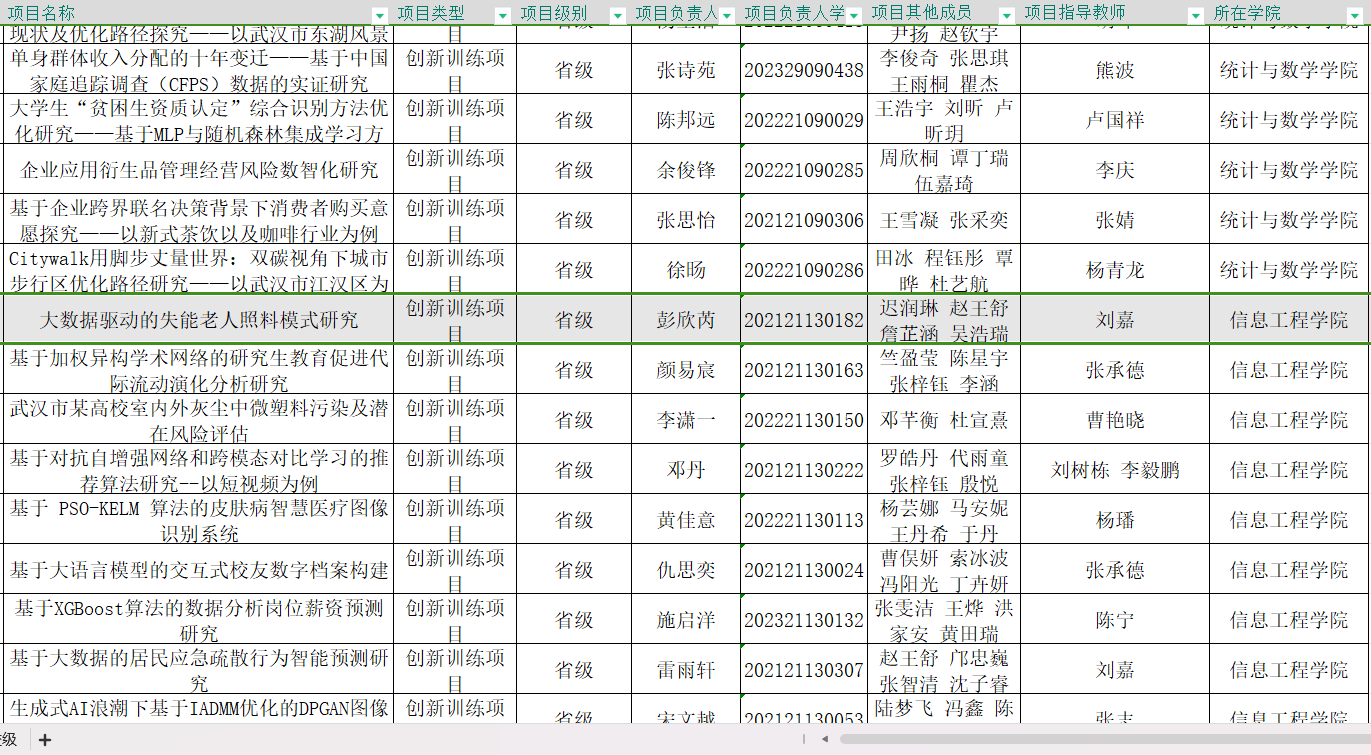 项目名称 项目类型 项目级别 项目负责人 项目负责人学 项目其他成员 项目指导教师 所在学院
现状及优化路径探究——以武汉市东湖风景 目 尹扬 赵钦宇
单身群体收入分配的十年变迁——基于中国 创新训练项 李俊奇 张思琪
省级 张诗苑 202329090438 熊波 统计与数学学院
家庭追踪调查（CFPS）数据的实证研究 目 王雨桐 瞿杰
大学生“贫困生资质认定”综合识别方法优 创新训练项 王浩宇 刘昕 卢
省级 陈邦远 202221090029 卢国祥 统计与数学学院
化研究——基于MLP与随机森林集成学习方 目 昕玥
创新训练项 周欣桐 谭丁瑞
企业应用衍生品管理经营风险数智化研究 省级 余俊锋 202221090285 李庆 统计与数学学院
目 伍嘉琦
基于企业跨界联名决策背景下消费者购买意 创新训练项
省级 张思怡 202121090306 王雪凝 张采奕 张婧 统计与数学学院
愿探究——以新式茶饮以及咖啡行业为例 目
Citywalk用脚步丈量世界：双碳视角下城市 创新训练项 田冰 程钰彤 覃
省级 徐旸 202221090286 杨青龙 统计与数学学院
步行区优化路径研究——以武汉市江汉区为 目 晔 杜艺航
创新训练项 迟润琳 赵王舒
大数据驱动的失能老人照料模式研究 省级 彭欣芮 202121130182 刘嘉 信息工程学院
目 詹芷涵 吴浩瑞
基于加权异构学术网络的研究生教育促进代 创新训练项 竺盈莹 陈星宇
省级 颜易宸 202121130163 张承德 信息工程学院
际流动演化分析研究 目 张梓钰 李涵
武汉市某高校室内外灰尘中微塑料污染及潜 创新训练项
省级 李潇一 202221130150 邓芊衡 杜宣熹 曹艳晓 信息工程学院
在风险评估 目
基于对抗自增强网络和跨模态对比学习的推 创新训练项 罗皓丹 代雨童
省级 邓丹 202121130222 刘树栋 李毅鹏 信息工程学院
荐算法研究--以短视频为例 目 张梓钰 殷悦
基于 PSO-KELM 算法的皮肤病智慧医疗图像 创新训练项 杨芸娜 马安妮
省级 黄佳意 202221130113 杨璠 信息工程学院
识别系统 目 王丹希 于丹
创新训练项 曹俣妍 索冰波
基于大语言模型的交互式校友数字档案构建 省级 仇思奕 202121130024 张承德 信息工程学院
目 冯阳光 丁卉妍
基于XGBoost算法的数据分析岗位薪资预测 创新训练项 张雯洁 王烨 洪
省级 施启洋 202321130132 陈宁 信息工程学院
研究 目 家安 黄田瑞
基于大数据的居民应急疏散行为智能预测研 创新训练项 赵王舒 邝忠巍
省级 雷雨轩 202121130307 刘嘉 信息工程学院
究 目 张智清 沈子睿
生成式AI浪潮下基于IADMM优化的DPGAN图像 创新训练项 陆梦飞 冯鑫 陈
省级 宋文越 202121130053 张志 信息工程学院